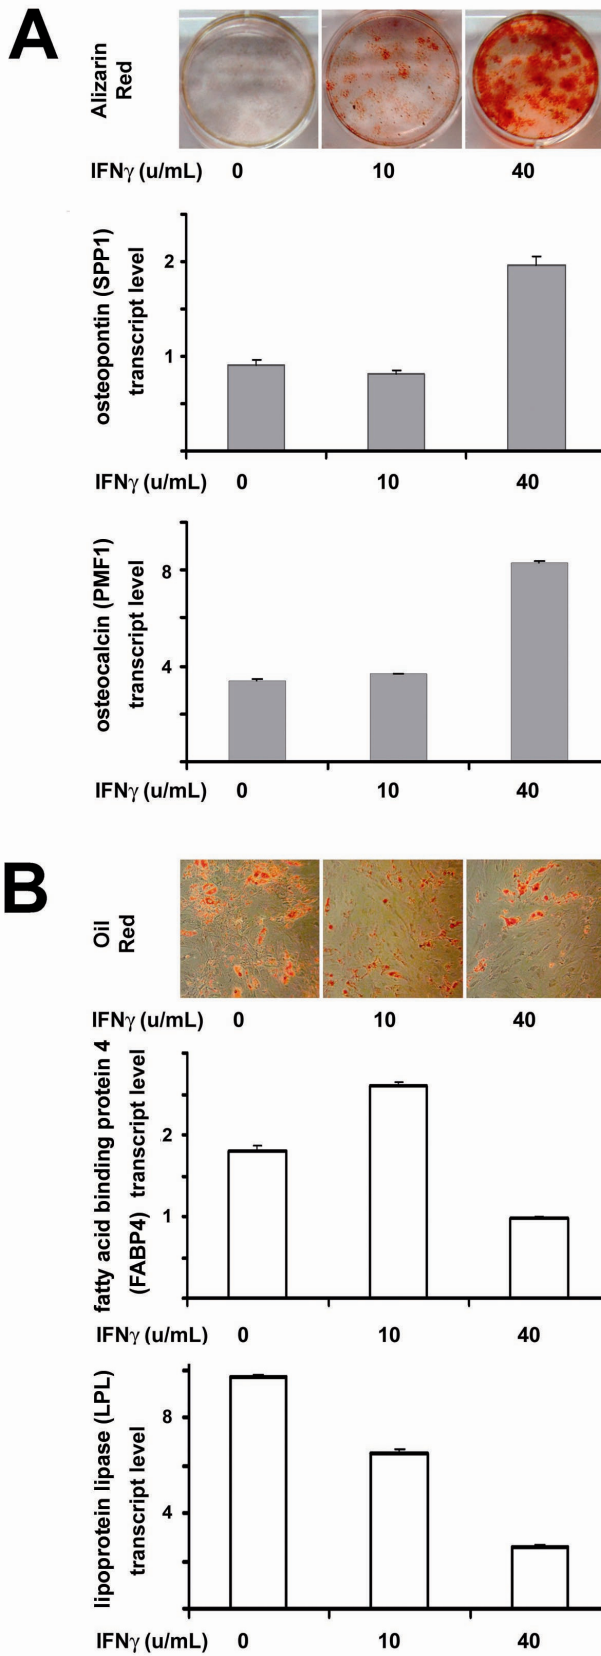 A
Alizarin
Red
IFNγ (u/mL) 0 10 40
osteopontin (SPP1)
transcript level
2
1
IFNγ (u/mL) 0 10 40
osteocalcin (PMF1)
transcript level
8
4
IFNγ (u/mL) 0 10 40
B
Oil
Red
IFNγ (u/mL) 0 10 40
fatty acid binding protein 4
(FABP4) transcript level
2
1
IFNγ (u/mL) 0 10 40
lipoprotein lipase (LPL)
transcript level
8
4
IFNγ (u/mL) 0 10 40